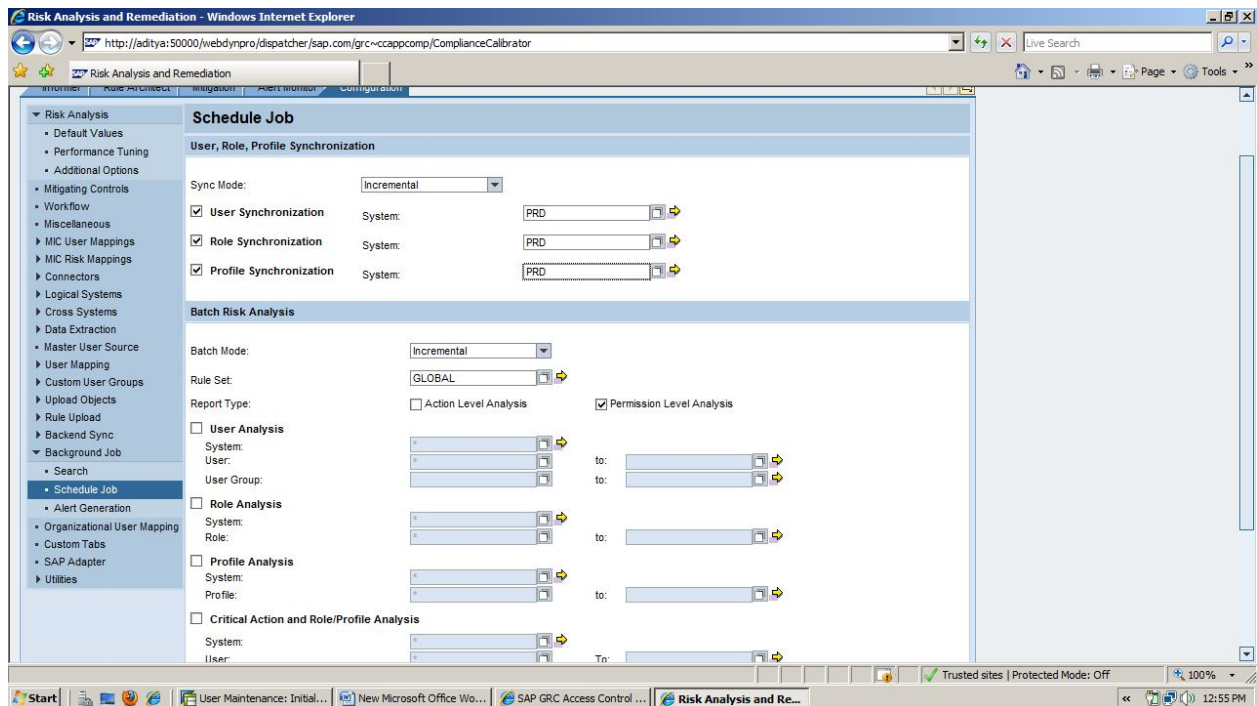 Risk Analysis and Remediation - Windows Internet Explorer
http://aditya:50000/webdynpro/dispatcher/sap.com/grc~ccappcomp/ComplianceCalibrator
Live Search
Risk Analysis and Remediation
Page
Tools
Informer
Rule Architect
Mitigation
Alert Monitor
Configuration
Risk Analysis
Default Values
Performance Tuning
Additional Options
Mitigating Controls
Workflow
Miscellaneous
MIC User Mappings
MIC Risk Mappings
Connectors
Logical Systems
Cross Systems
Data Extraction
Master User Source
User Mapping
Custom User Groups
Upload Objects
Rule Upload
Backend Sync
Background Job
Search
Schedule Job
Alert Generation
Organizational User Mapping
Custom Tabs
SAP Adapter
Utilities
Schedule Job
User, Role, Profile Synchronization
Sync Mode: Incremental
User Synchronization System: PRD
Role Synchronization System: PRD
Profile Synchronization System: PRD
Batch Risk Analysis
Batch Mode: Incremental
Rule Set: GLOBAL
Report Type: Action Level Analysis Permission Level Analysis
User Analysis
System: *
User: * to:
User Group: to:
Role Analysis
System: *
Role: * to:
Profile Analysis
System: *
Profile: * to:
Critical Action and Role/Profile Analysis
System: *
User: * To:
Trusted sites | Protected Mode: Off
100%
Start
User Maintenance: Initial...
New Microsoft Office Wo...
SAP GRC Access Control ...
Risk Analysis and Re...
12:55 PM